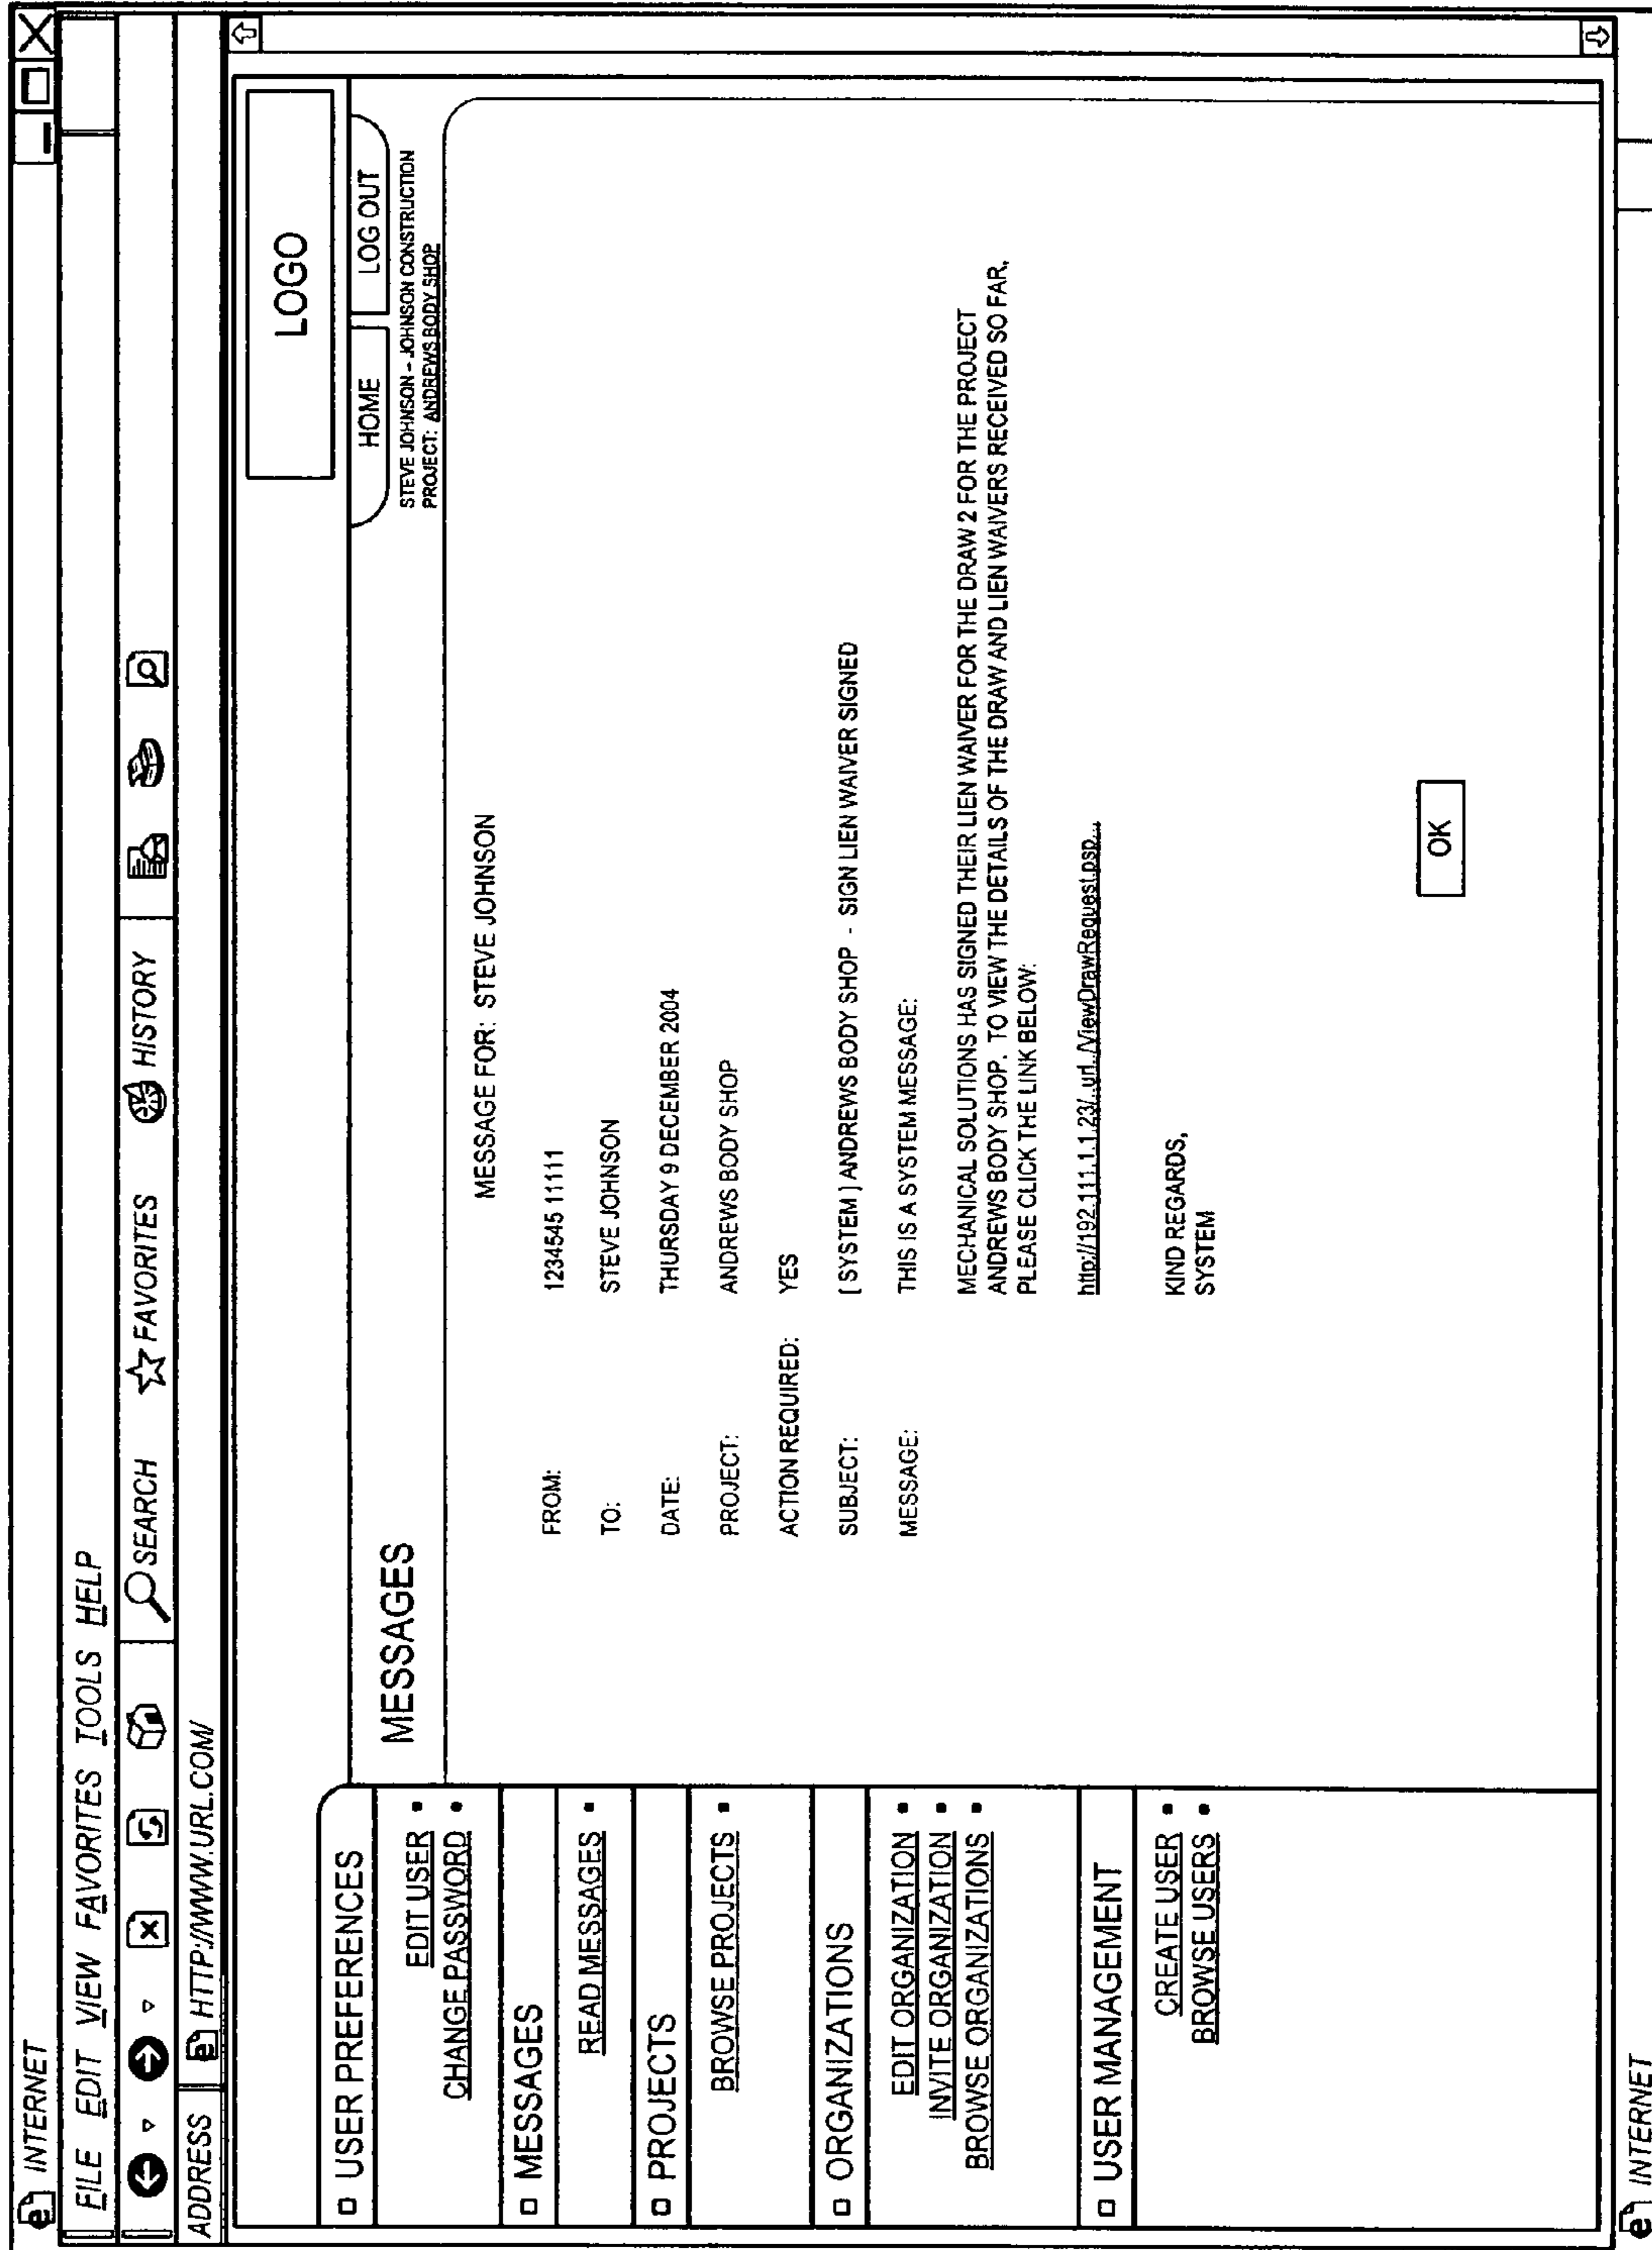 INTERNET
FILE EDIT VIEW FAVORITES TOOLS HELP
SEARCH FAVORITES HISTORY
ADDRESS HTTP://WWW.URL.COM/
LOGO
HOME LOG OUT
STEVE JOHNSON - JOHNSON CONSTRUCTION
PROJECT: ANDREWS BODY SHOP
USER PREFERENCES
EDIT USER
CHANGE PASSWORD
MESSAGES
READ MESSAGES
PROJECTS
BROWSE PROJECTS
ORGANIZATIONS
EDIT ORGANIZATION
INVITE ORGANIZATION
BROWSE ORGANIZATIONS
USER MANAGEMENT
CREATE USER
BROWSE USERS
MESSAGES
MESSAGE FOR: STEVE JOHNSON
FROM: 1234545 11111
TO: STEVE JOHNSON
DATE: THURSDAY 9 DECEMBER 2004
PROJECT: ANDREWS BODY SHOP
ACTION REQUIRED: YES
SUBJECT: [ SYSTEM ] ANDREWS BODY SHOP - SIGN LIEN WAIVER SIGNED
MESSAGE: THIS IS A SYSTEM MESSAGE:
MECHANICAL SOLUTIONS HAS SIGNED THEIR LIEN WAIVER FOR THE DRAW 2 FOR THE PROJECT
ANDREWS BODY SHOP. TO VIEW THE DETAILS OF THE DRAW AND LIEN WAIVERS RECEIVED SO FAR,
PLEASE CLICK THE LINK BELOW:
http://192.111.1.1.23/..url../ViewDrawRequest.psp...
KIND REGARDS,
SYSTEM
OK
INTERNET